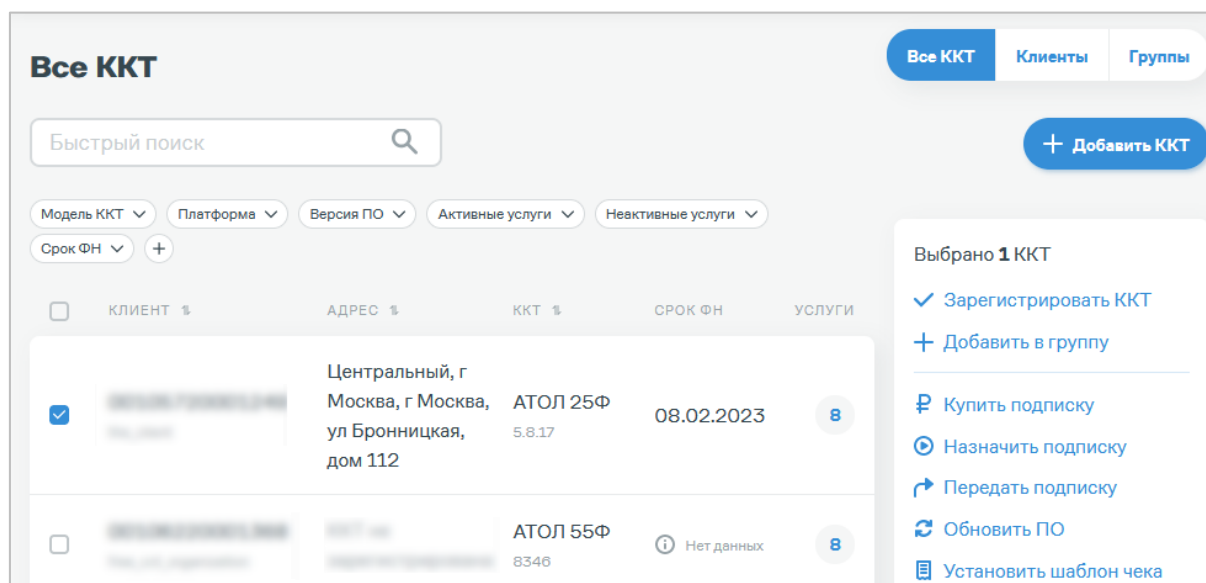 Все ККТ
Все ККТ Клиенты Группы
Быстрый поиск
Добавить ККТ
Модель ККТ Платформа Версия ПО Активные услуги Неактивные услуги
Срок ФН +
Выбрано 1 ККТ
Зарегистрировать ККТ
Добавить в группу
Купить подписку
Назначить подписку
Передать подписку
Обновить ПО
Установить шаблон чека
КЛИЕНТ АДРЕС ККТ СРОК ФН УСЛУГИ
Центральный, г
Москва, г Москва,
ул Бронницкая,
дом 112
АТОЛ 25Ф
5.8.17
08.02.2023
8
АТОЛ 55Ф
8346
Нет данных
8